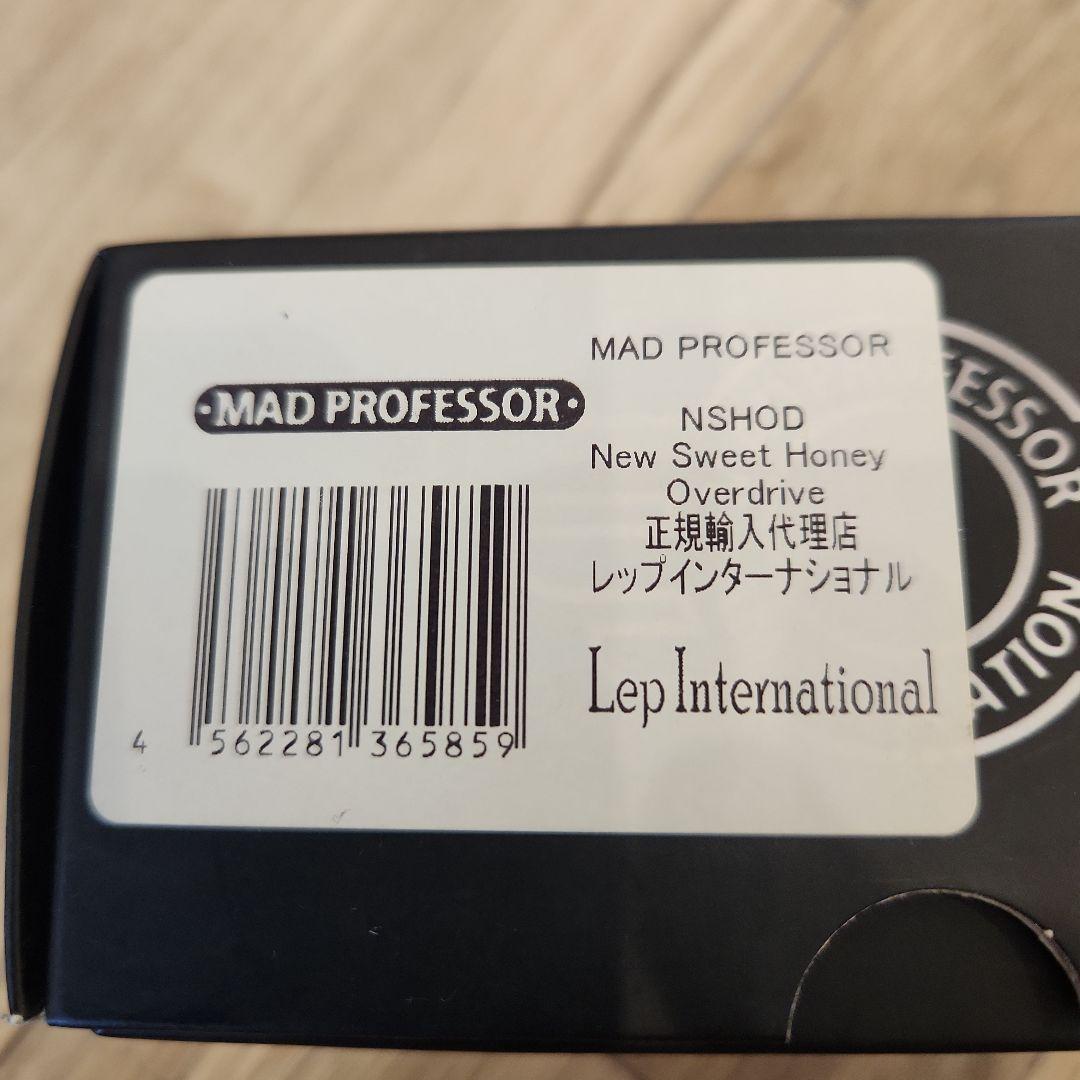 ·MAD PROFESSOR·
4 562281 365859
MAD PROFESSOR
NSHOD
New Sweet Honey
Overdrive
正規輸入代理店
レップインターナショナル
Lep International